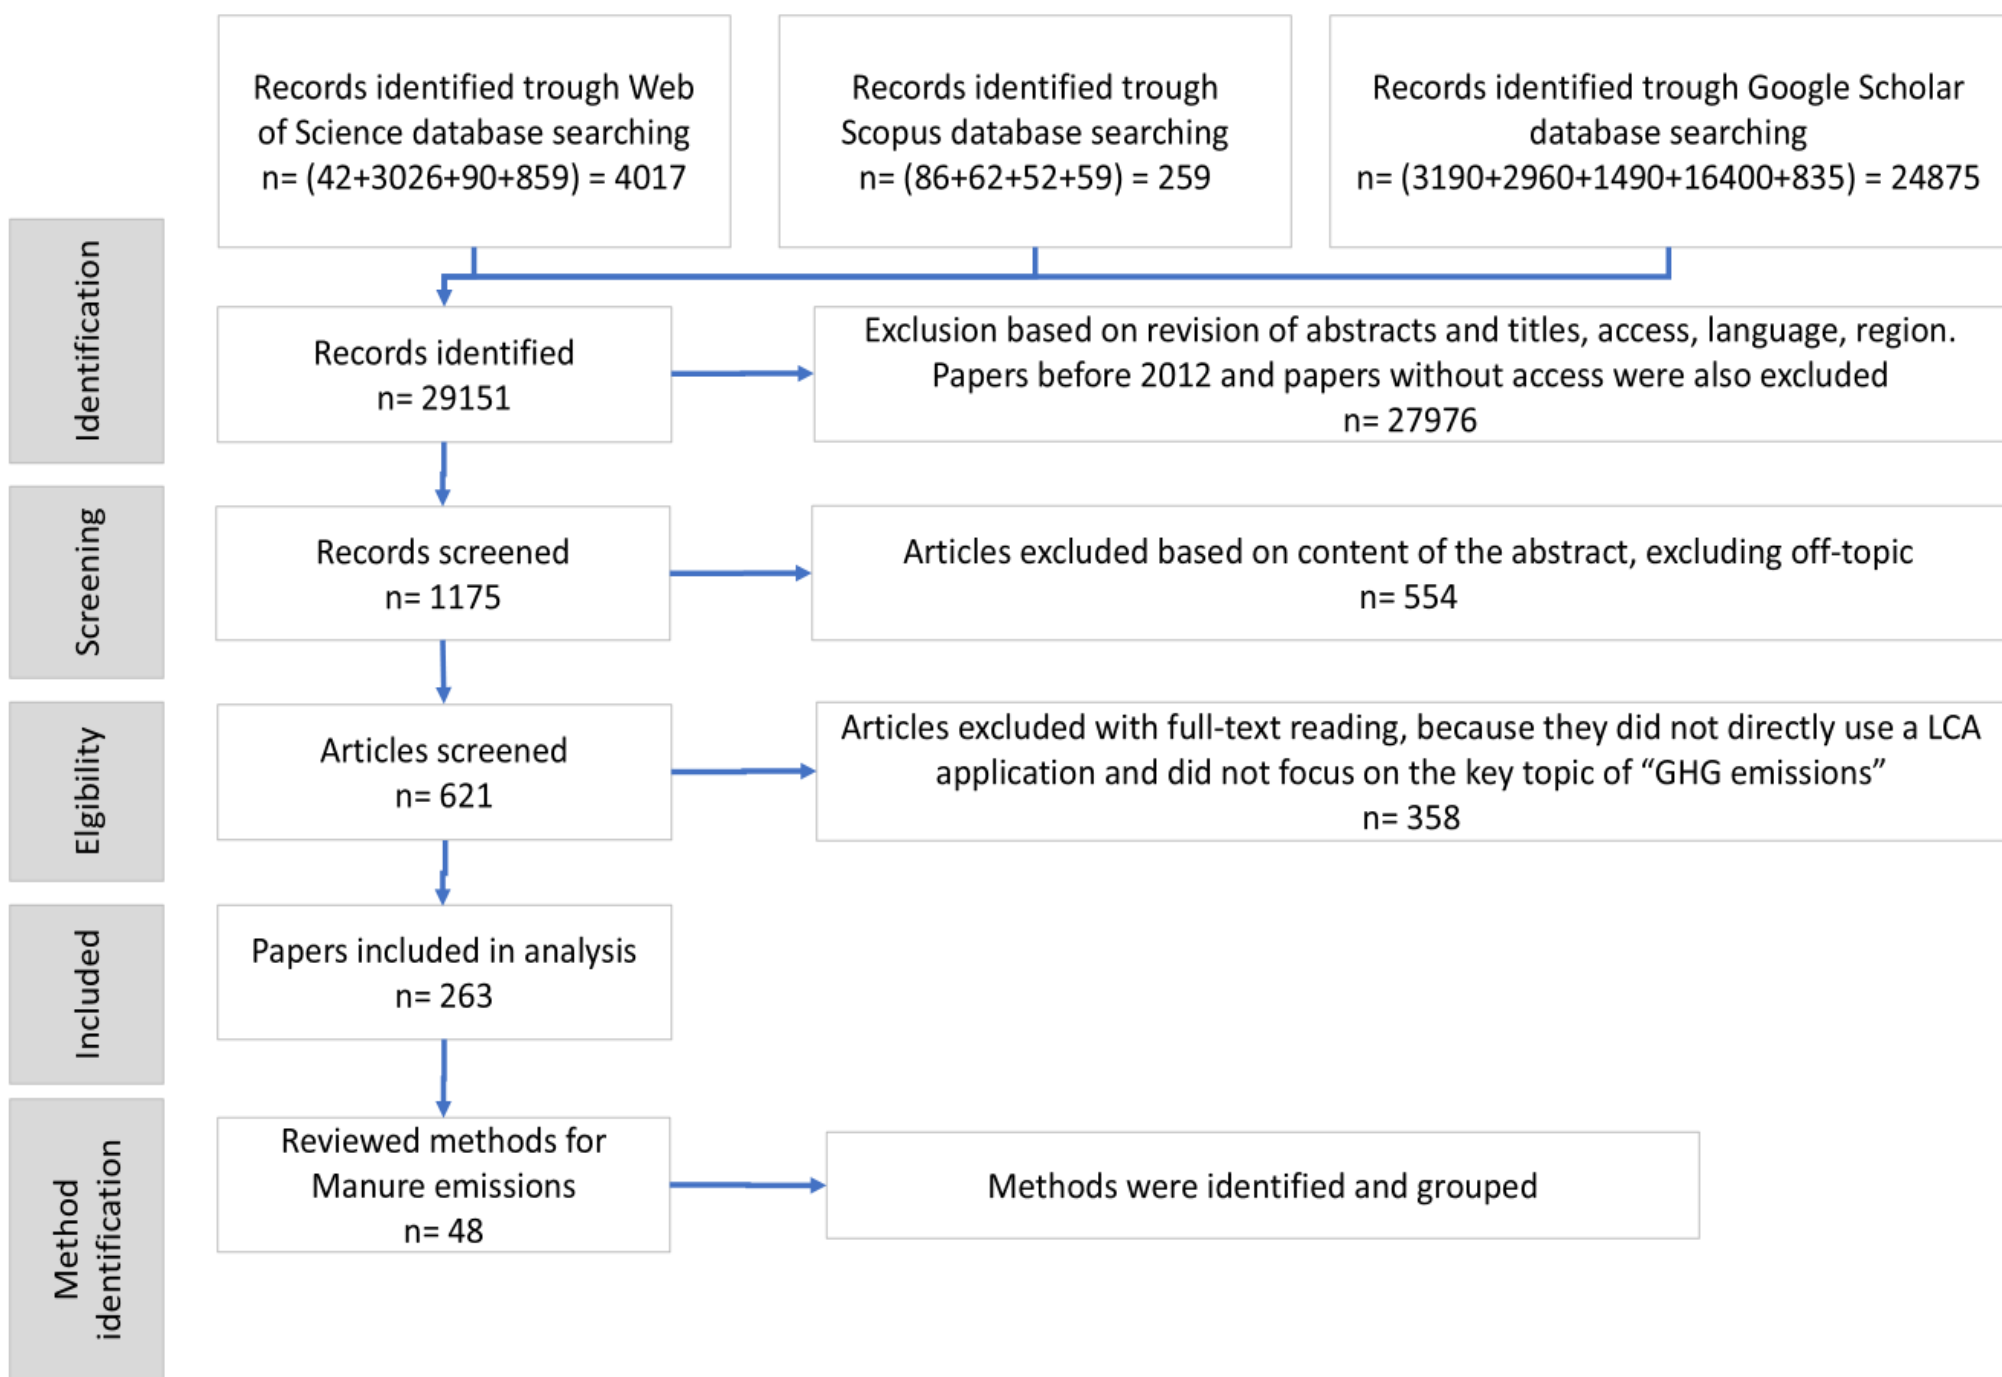 Records identified trough Web
of Science database searching
n= (42+3026+90+859) = 4017
Records identified trough
Scopus database searching
n= (86+62+52+59) = 259
Records identified trough Google Scholar
database searching
n= (3190+2960+1490+16400+835) = 24875
Identification
Records identified
n= 29151
Exclusion based on revision of abstracts and titles, access, language, region.
Papers before 2012 and papers without access were also excluded
n= 27976
Screening
Records screened
n= 1175
Articles excluded based on content of the abstract, excluding off-topic
n= 554
Elgibility
Articles screened
n= 621
Articles excluded with full-text reading, because they did not directly use a LCA
application and did not focus on the key topic of “GHG emissions”
n= 358
Included
Papers included in analysis
n= 263
Method
identification
Reviewed methods for
Manure emissions
n= 48
Methods were identified and grouped